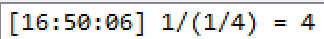 [16:50:06] 1/(1/4) = 4